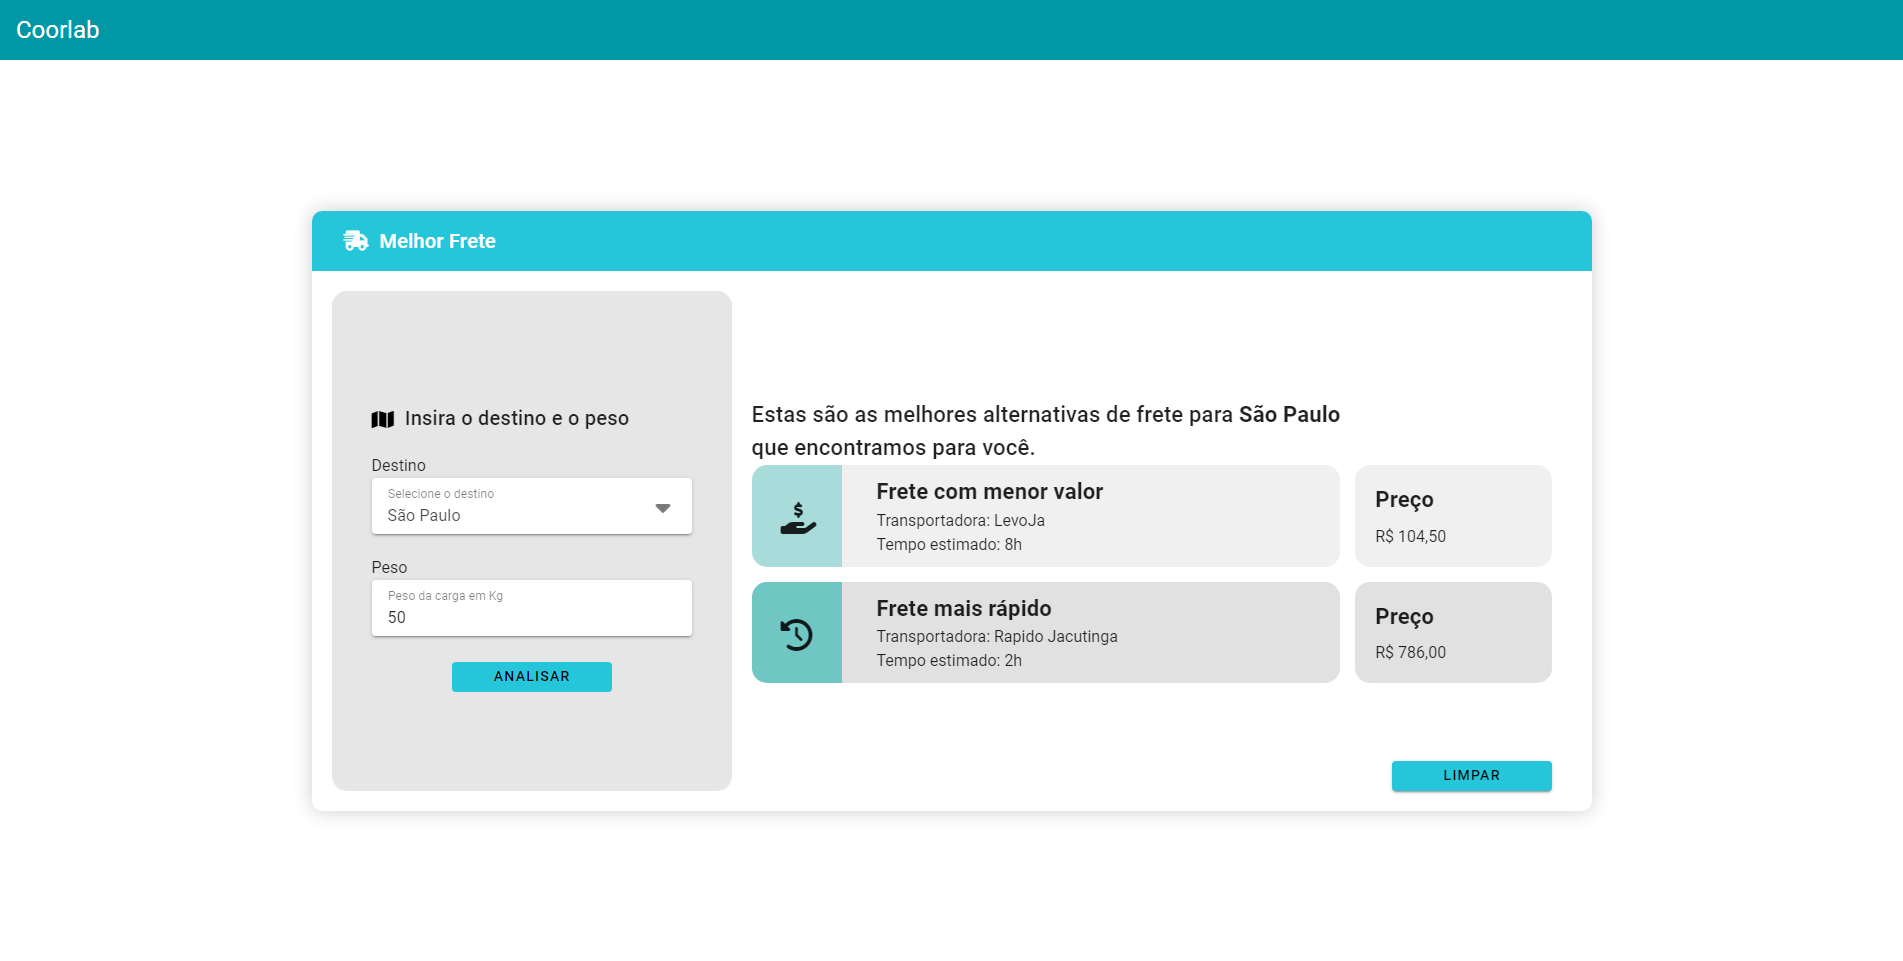 Coorlab
Melhor Frete
Insira o destino e o peso
Destino
Selecione o destino
São Paulo
Peso
Peso da carga em Kg
50
ANALISAR
Estas são as melhores alternativas de frete para São Paulo
que encontramos para você.
Frete com menor valor
Transportadora: LevoJa
Tempo estimado: 8h
Preço
R$ 104,50
Frete mais rápido
Transportadora: Rapido Jacutinga
Tempo estimado: 2h
Preço
R$ 786,00
LIMPAR